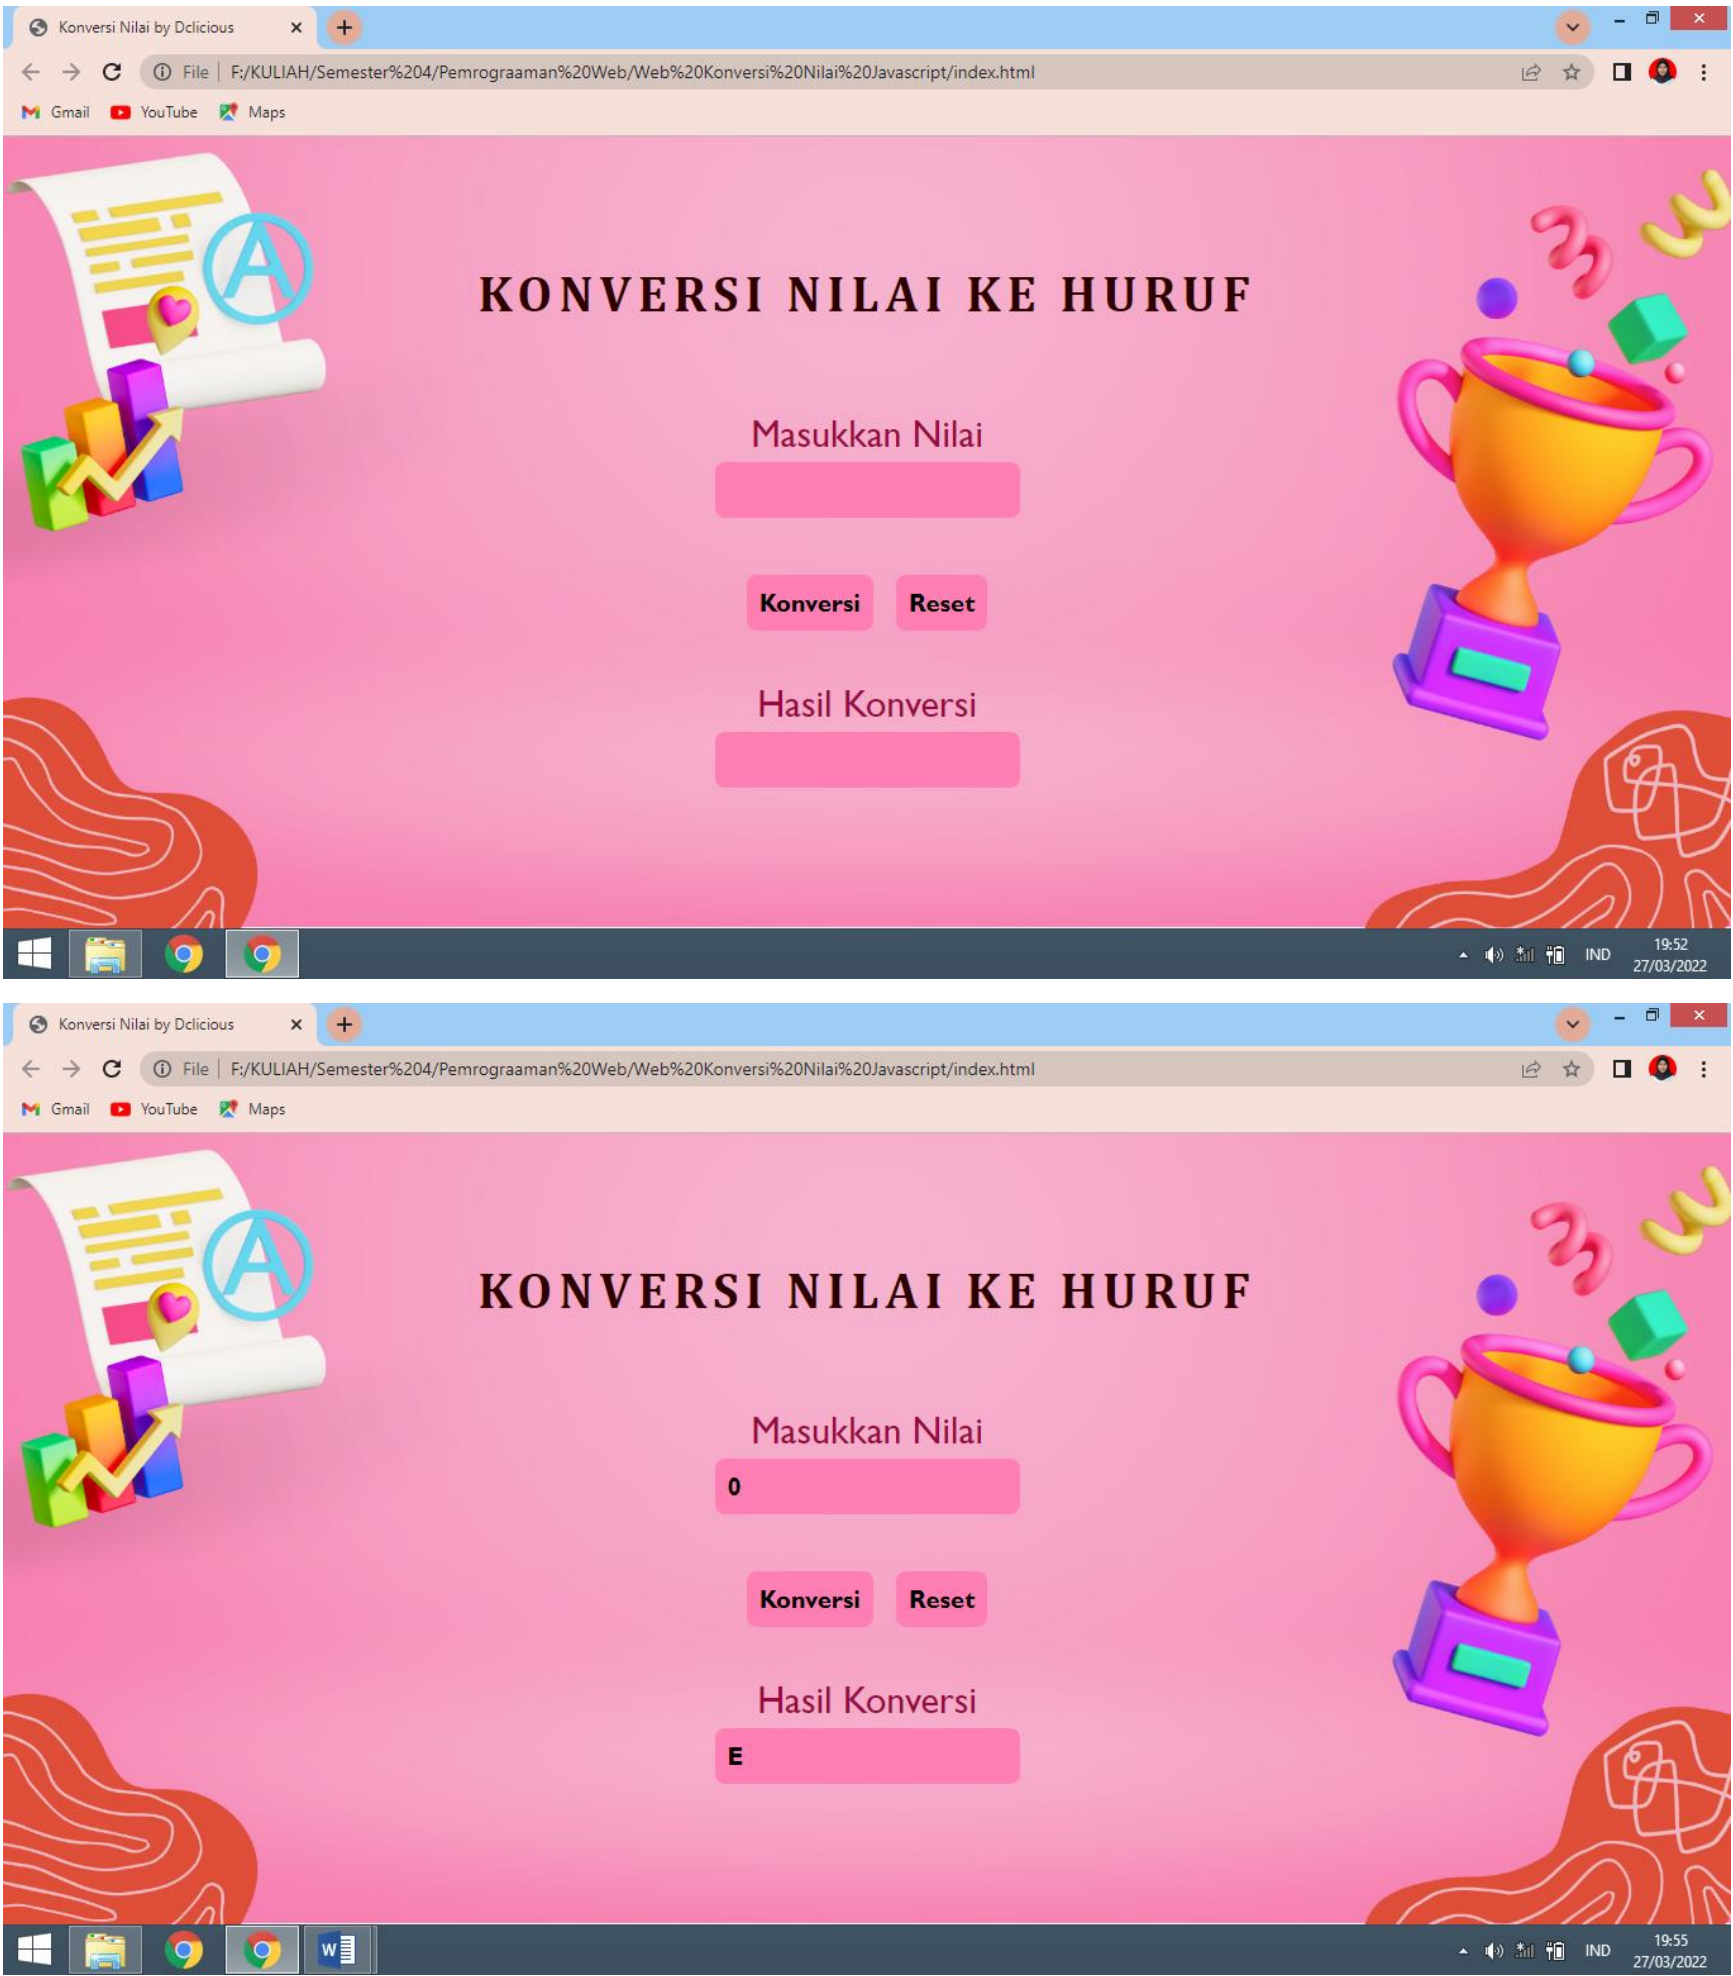 Konversi Nilai by Dclicious
File F:/KULIAH/Semester%204/Pemrograaman%20Web/Web%20Konversi%20Nilai%20Javascript/index.html
Gmail YouTube Maps
A
KONVERSI NILAI KE HURUF
Masukkan Nilai
Konversi Reset
Hasil Konversi
IND 19:52
27/03/2022
Konversi Nilai by Dclicious
File F:/KULIAH/Semester%204/Pemrograaman%20Web/Web%20Konversi%20Nilai%20Javascript/index.html
Gmail YouTube Maps
A
KONVERSI NILAI KE HURUF
Masukkan Nilai
0
Konversi Reset
Hasil Konversi
E
IND 19:55
27/03/2022